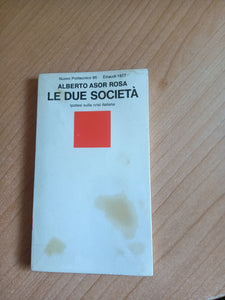 Nuovo Politecnico 95 Einaudi 1977
ALBERTO ASOR ROSA
LE DUE SOCIETÀ
Ipotesi sulla crisi italiana